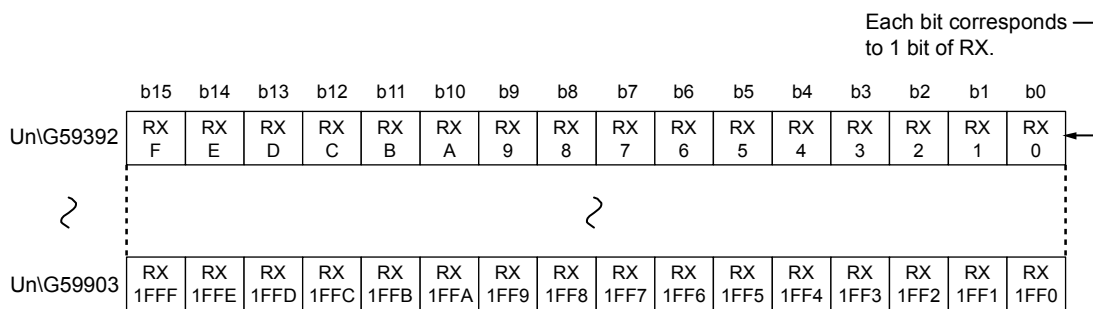 Each bit corresponds
to 1 bit of RX.
b15 b14 b13 b12 b11 b10 b9 b8 b7 b6 b5 b4 b3 b2 b1 b0
Un\G59392 RX RX RX RX RX RX RX RX RX RX RX RX RX RX RX RX
F E D C B A 9 8 7 6 5 4 3 2 1 0
Un\G59903 RX RX RX RX RX RX RX RX RX RX RX RX RX RX RX RX
1FFF 1FFE 1FFD 1FFC 1FFB 1FFA 1FF9 1FF8 1FF7 1FF6 1FF5 1FF4 1FF3 1FF2 1FF1 1FF0